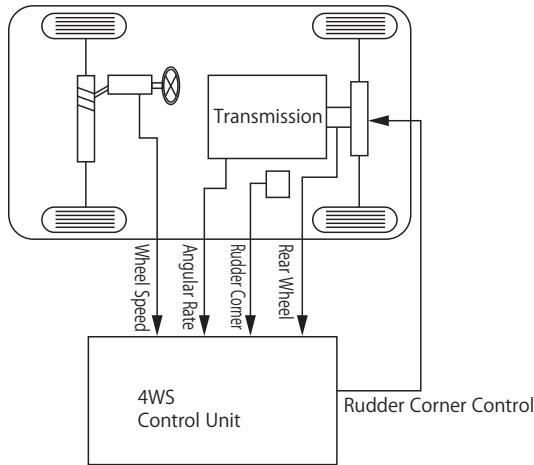 Transmission
Wheel Speed
Angular Rate
Rudder Corner
Rear Wheel
4WS
Control Unit
Rudder Corner Control